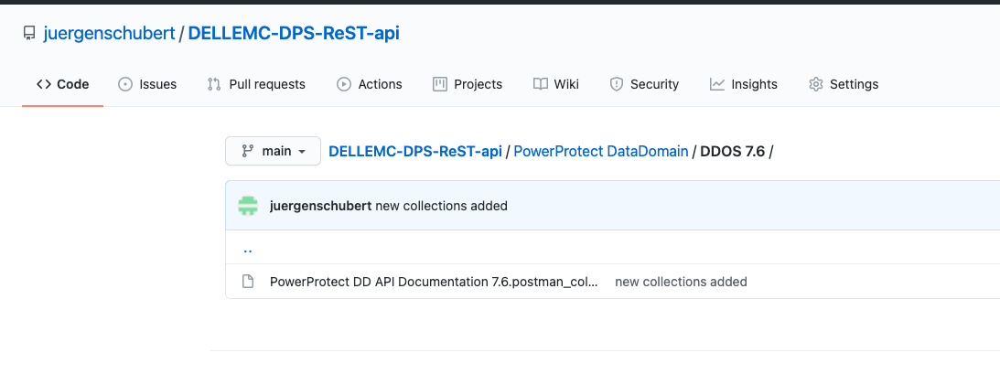 juergenschubert / DELLEMC-DPS-ReST-api
Code Issues Pull requests Actions Projects Wiki Security Insights Settings
main DELLEMC-DPS-ReST-api / PowerProtect DataDomain / DDOS 7.6 /
juergenschubert new collections added
..
PowerProtect DD API Documentation 7.6.postman_col... new collections added